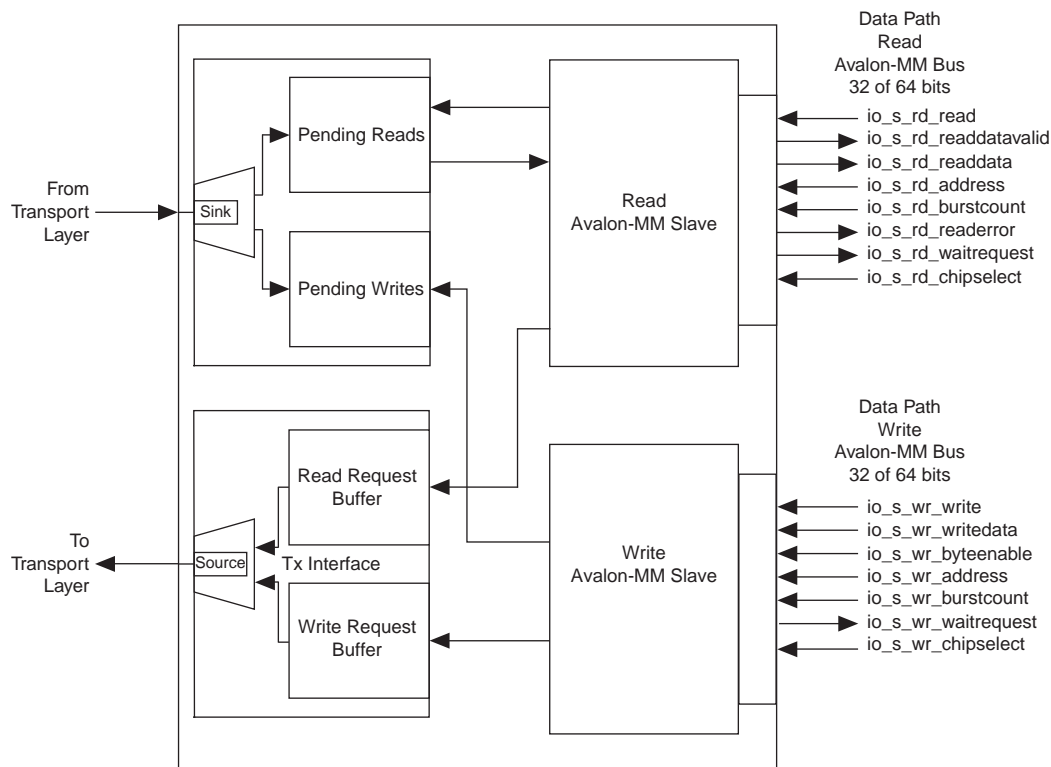 Data Path
Read
Avalon-MM Bus
32 of 64 bits
Pending Reads
Read
Avalon-MM Slave
io_s_rd_read
io_s_rd_readdatavalid
io_s_rd_readdata
io_s_rd_address
io_s_rd_burstcount
io_s_rd_readerror
io_s_rd_waitrequest
io_s_rd_chipselect
From
Transport
Layer
Sink
Pending Writes
Data Path
Write
Avalon-MM Bus
32 of 64 bits
Read Request
Buffer
To
Transport
Layer
Source
Tx Interface
Write
Avalon-MM Slave
io_s_wr_write
io_s_wr_writedata
io_s_wr_byteenable
io_s_wr_address
io_s_wr_burstcount
io_s_wr_waitrequest
io_s_wr_chipselect
Write Request
Buffer